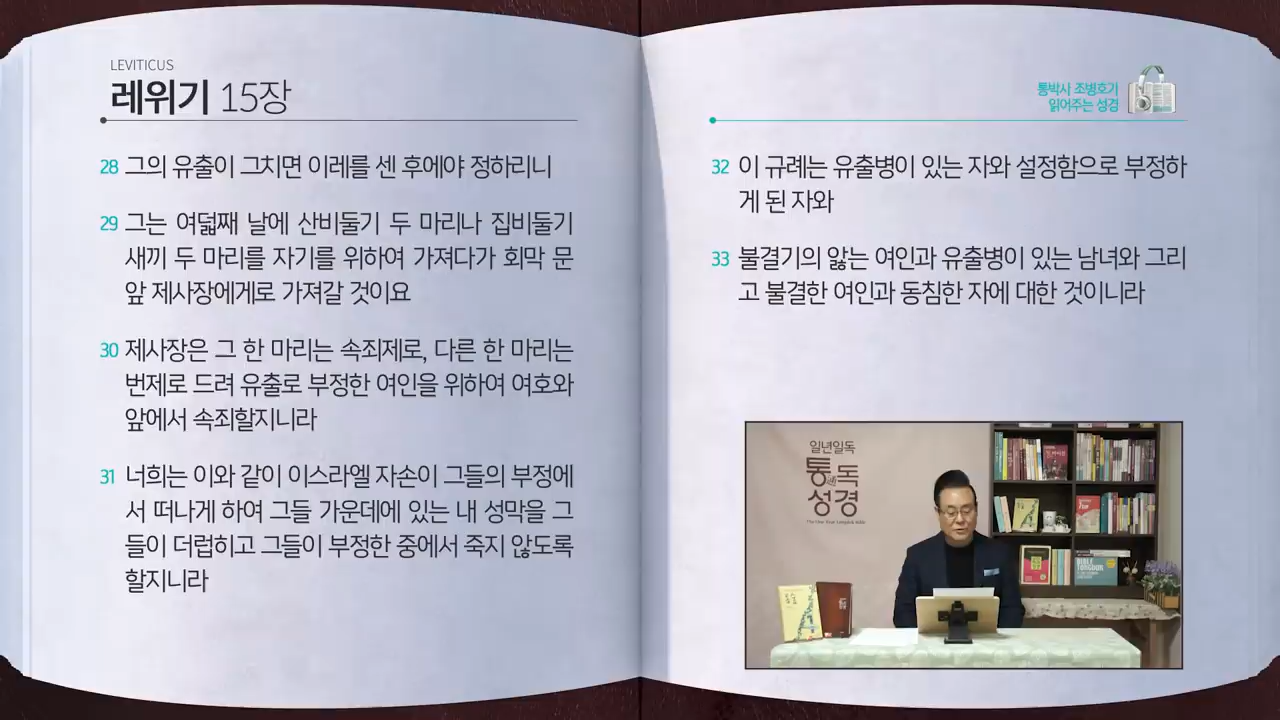 LEVITICUS
레위기 15장
28 그의 유출이 그치면 이레를 센 후에야 정하리니
29 그는 여덟째 날에 산비둘기 두 마리나 집비둘기
새끼 두 마리를 자기를 위하여 가져다가 회막 문
앞 제사장에게로 가져갈 것이요
30 제사장은 그 한 마리는 속죄제로, 다른 한 마리는
번제로 드려 유출로 부정한 여인을 위하여 여호와
앞에서 속죄할지니라
31 너희는 이와 같이 이스라엘 자손이 그들의 부정에
서 떠나게 하여 그들 가운데에 있는 내 성막을 그
들이 더럽히고 그들이 부정한 중에서 죽지 않도록
할지니라
통박사 조병호가
읽어주는 성경
32 이 규례는 유출병이 있는 자와 설정함으로 부정하
게 된 자와
33 불결기의 앓는 여인과 유출병이 있는 남녀와 그리
고 불결한 여인과 동침한 자에 대한 것이니라
일년일독
통독
성경